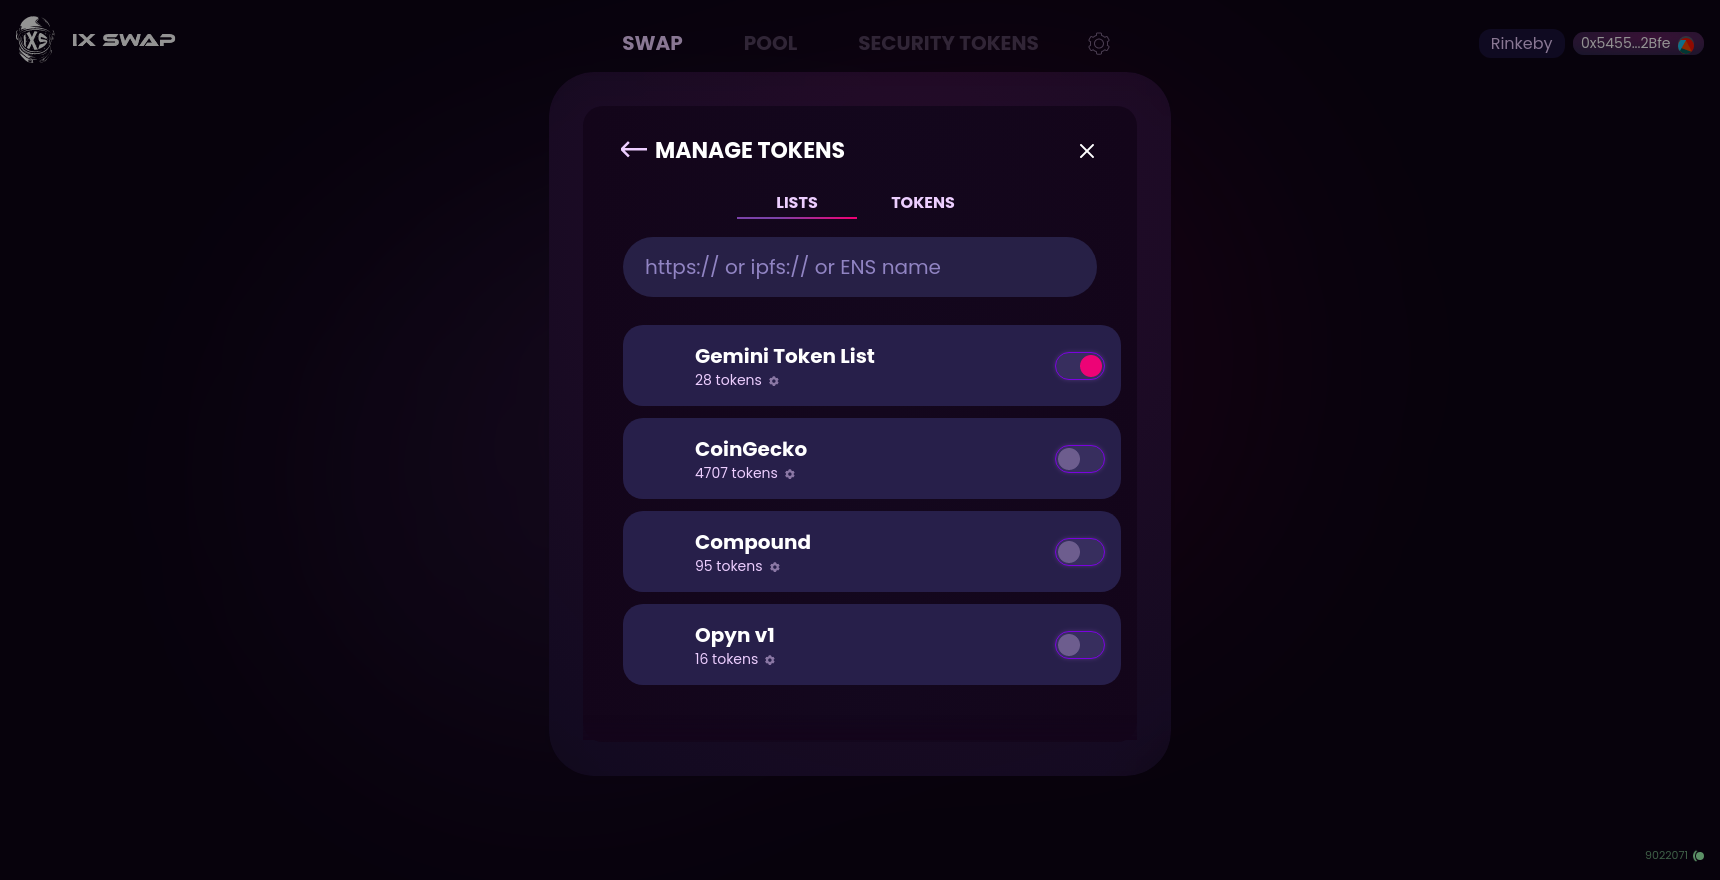 IXS
IX SWAP
SWAP
POOL
SECURITY TOKENS
Rinkeby
0x5455...2Bfe
MANAGE TOKENS
LISTS
TOKENS
https:// or ipfs:// or ENS name
Gemini Token List
28 tokens
CoinGecko
4707 tokens
Compound
95 tokens
Opyn v1
16 tokens
9022071